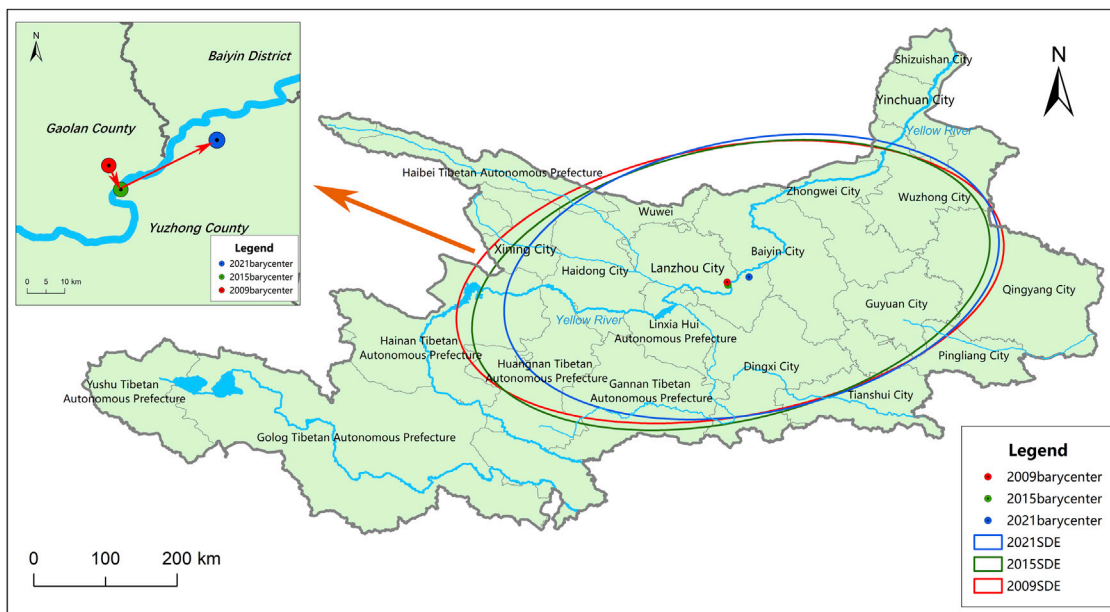 N
Baiyin District
Gaolan County
Yuzhong County
Legend
2021barycenter
2015barycenter
2009barycenter
0 5 10 km
N
Shizuishan City
Yinchuan City
Yellow River
Haibei Tibetan Autonomous Prefecture
Zhongwei City
Wuzhong City
Wuwei
Xining City
Baiyin City
Haidong City
Lanzhou City
Qingyang City
Guyuan City
Yellow River
Linxia Hui
Autonomous Prefecture
Hainan Tibetan
Autonomous Prefecture
Pingliang City
Huangnan Tibetan
Autonomous Prefecture
Dingxi City
Yushu Tibetan
Autonomous Prefecture
Gannan Tibetan
Autonomous Prefecture
Tianshui City
Golog Tibetan Autonomous Prefecture
Legend
2009barycenter
2015barycenter
2021barycenter
2021SDE
2015SDE
2009SDE
0 100 200 km